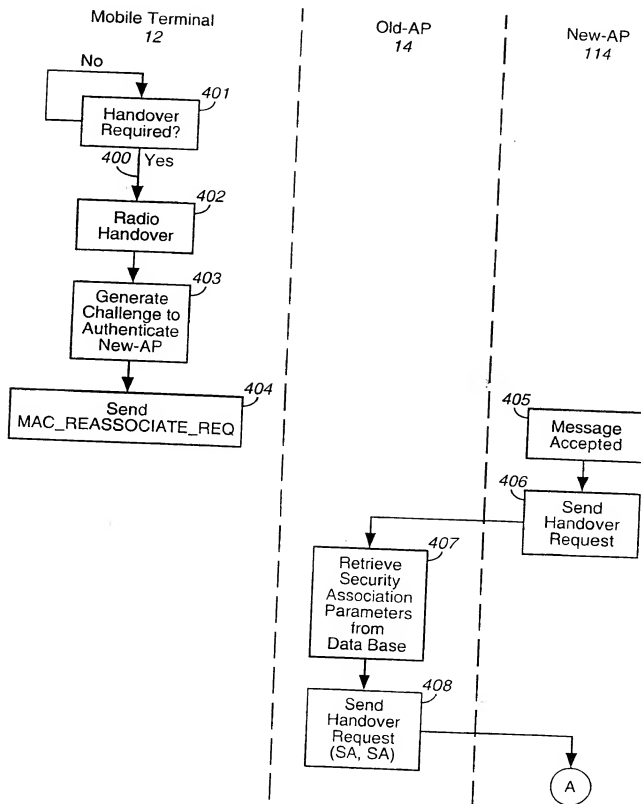 Mobile Terminal
12
Old-AP
14
New-AP
114
No
401
Handover
Required?
400
Yes
402
Radio
Handover
403
Generate
Challenge to
Authenticate
New-AP
404
Send
MAC_REASSOCIATE_REQ
405
Message
Accepted
406
Send
Handover
Request
407
Retrieve
Security
Association
Parameters
from
Data Base
408
Send
Handover
Request
(SA, SA)
A